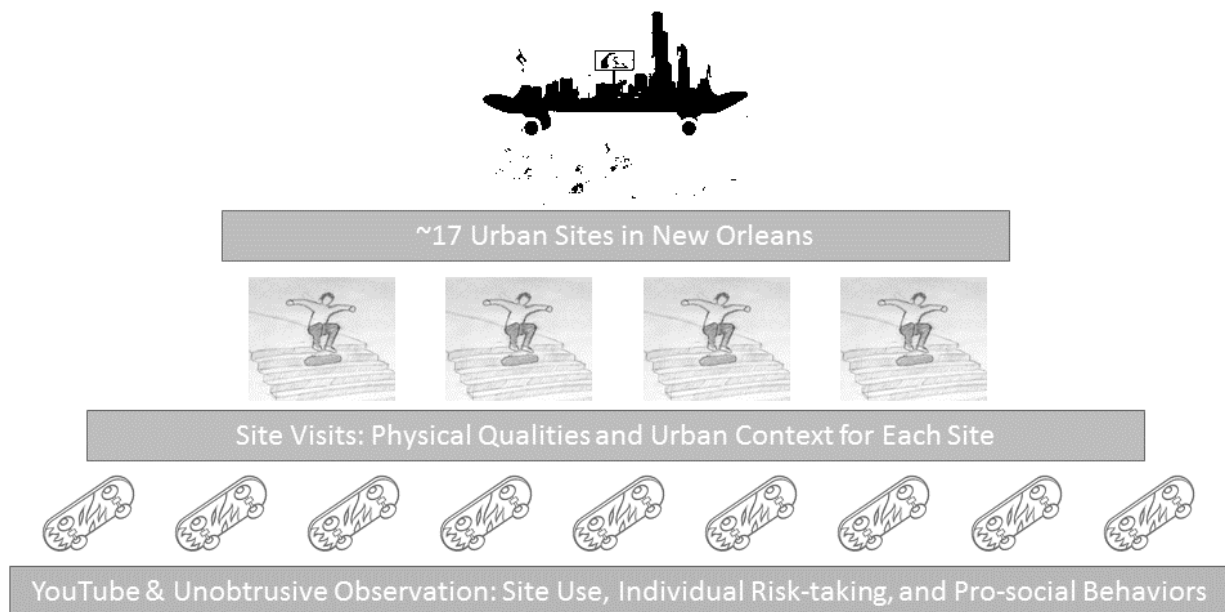 ~17 Urban Sites in New Orleans
Site Visits: Physical Qualities and Urban Context for Each Site
YouTube & Unobtrusive Observation: Site Use, Individual Risk-taking, and Pro-social Behaviors